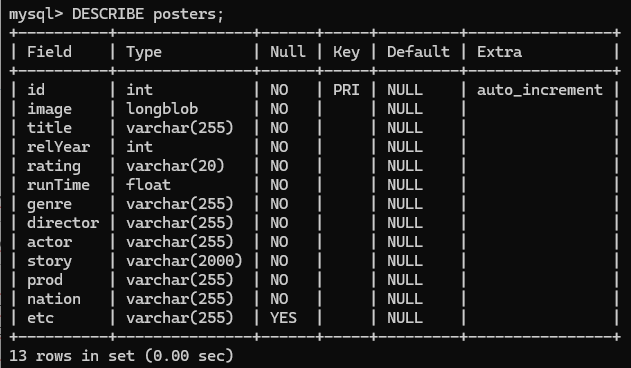 mysql> DESCRIBE posters;
+----------+---------------+------+-----+---------+----------------+
| Field    | Type          | Null | Key | Default | Extra          |
+----------+---------------+------+-----+---------+----------------+
| id       | int           | NO   | PRI | NULL    | auto_increment |
| image    | longblob      | NO   |     | NULL    |                |
| title    | varchar(255)  | NO   |     | NULL    |                |
| relYear  | int           | NO   |     | NULL    |                |
| rating   | varchar(20)   | NO   |     | NULL    |                |
| runTime  | float         | NO   |     | NULL    |                |
| genre    | varchar(255)  | NO   |     | NULL    |                |
| director | varchar(255)  | NO   |     | NULL    |                |
| actor    | varchar(255)  | NO   |     | NULL    |                |
| story    | varchar(2000) | NO   |     | NULL    |                |
| prod     | varchar(255)  | NO   |     | NULL    |                |
| nation   | varchar(255)  | NO   |     | NULL    |                |
| etc      | varchar(255)  | YES  |     | NULL    |                |
+----------+---------------+------+-----+---------+----------------+
13 rows in set (0.00 sec)